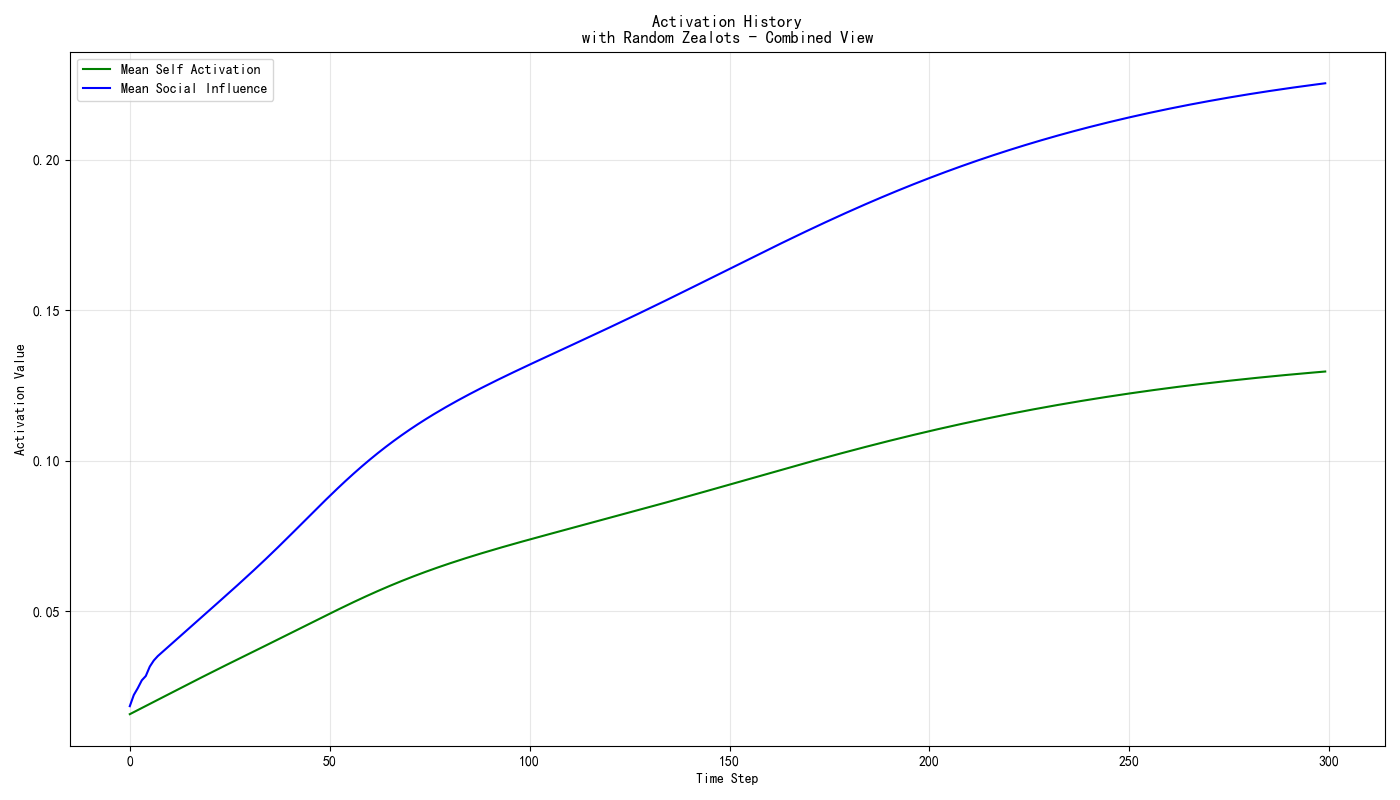 Activation History
with Random Zealots - Combined View
Mean Self Activation
Mean Social Influence
Activation Value
0.20
0.15
0.10
0.05
0
50
100
150
200
250
300
Time Step